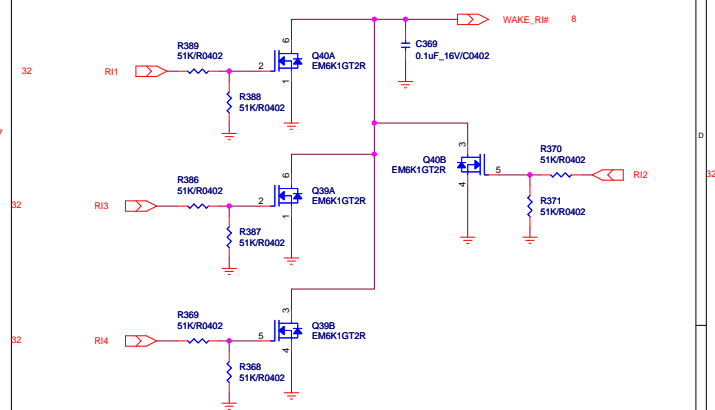 WAKE_RI# 8
C369
0.1uF_16V/C0402
R389
51K/R0402
32
RI1
2
6
1
Q40A
EM6K1GT2R
R388
51K/R0402
D
Q40B
EM6K1GT2R
3
4
5
R370
51K/R0402
RI2
32
R371
51K/R0402
R386
51K/R0402
32
RI3
2
6
1
Q39A
EM6K1GT2R
R387
51K/R0402
R369
51K/R0402
32
RI4
5
3
4
Q39B
EM6K1GT2R
R368
51K/R0402